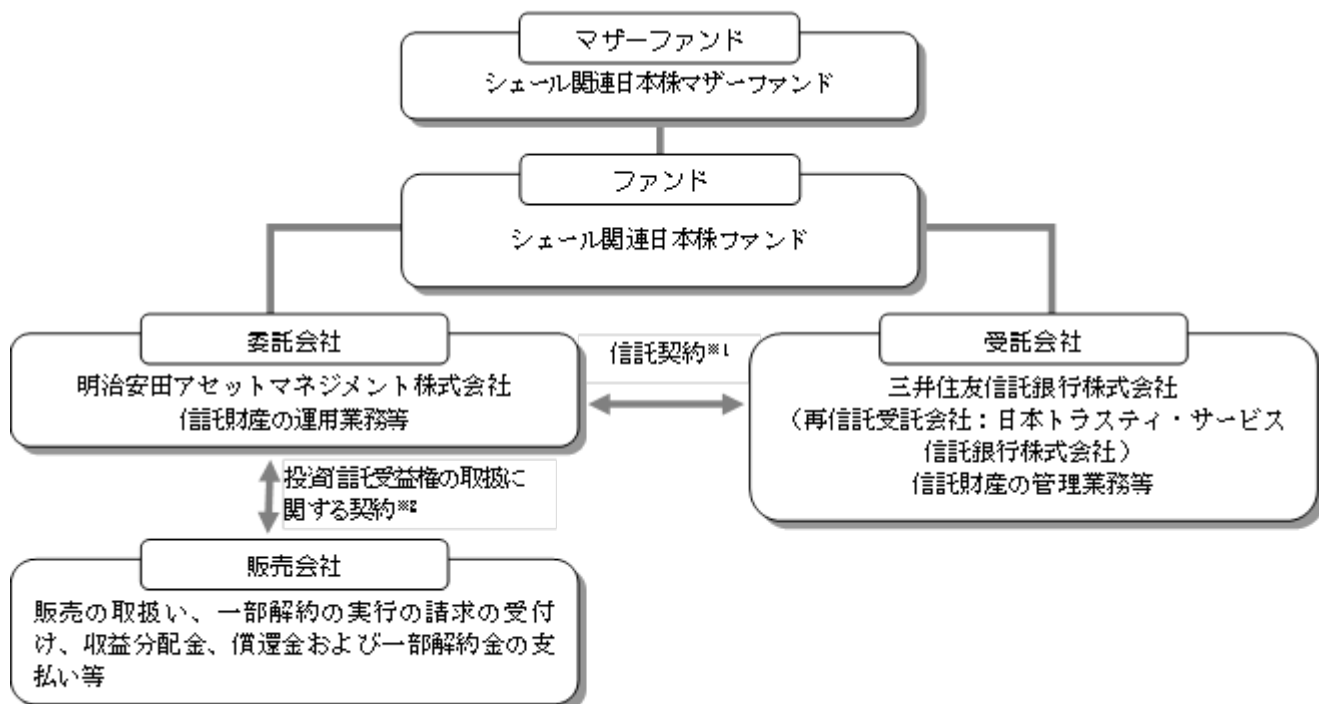 マザーファンド
シェール関連日本株マザーファンド
ファンド
シェール関連日本株ファンド
委託会社
明治安田アセットマネジメント株式会社
信託財産の運用業務等
信託契約※1
受託会社
三井住友信託銀行株式会社
（再信託受託会社：日本トラスティ・サービス
信託銀行株式会社）
信託財産の管理業務等
投資信託受益権の取扱に
関する契約※2
販売会社
販売の取扱い、一部解約の実行の請求の受付
け、収益分配金、償還金および一部解約金の支
払い等